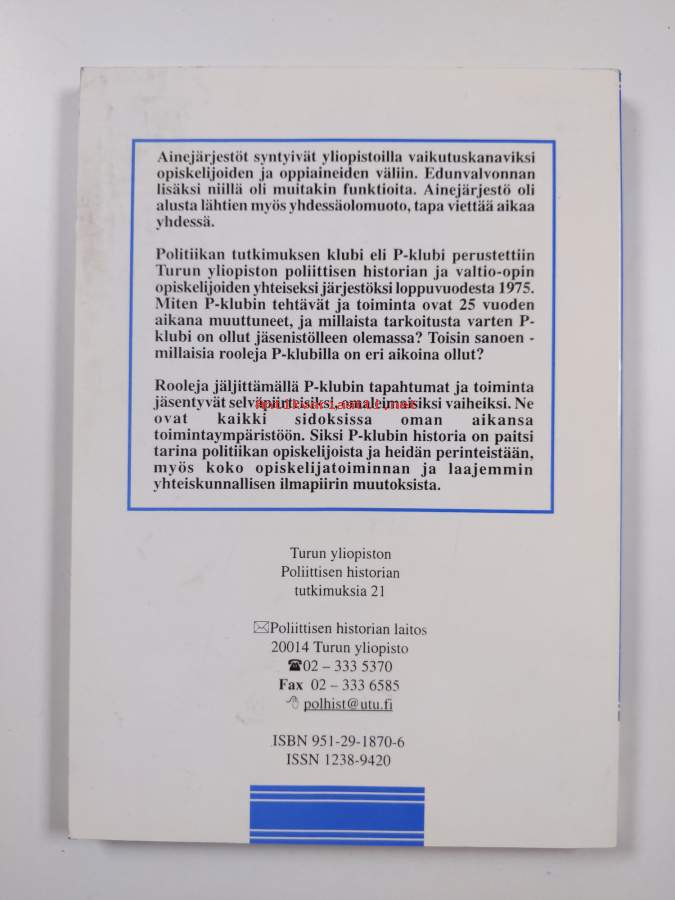 Ainejärjestöt syntyivät yliopistoilla vaikutuskanaviksi
opiskelijoiden ja oppiaineiden väliin. Edunvalvonnan
lisäksi niillä oli muitakin funktioita. Ainejärjestö oli
alusta lähtien myös yhdessäolomuoto, tapa viettää aikaa
yhdessä.
Politiikan tutkimuksen klubi eli P-klubi perustettiin
Turun yliopiston poliittisen historian ja valtio-opin
opiskelijoiden yhteiseksi järjestöksi loppuvuodesta 1975.
Miten P-klubin tehtävät ja toiminta ovat 25 vuoden
aikana muuttuneet, ja millaista tarkoitusta varten P-
klubi on ollut jäsenistölleen olemassa? Toisin sanoen -
millaisia rooleja P-klubilla on eri aikoina ollut?
Rooleja jäljittämällä P-klubin tapahtumat ja toiminta
jäsentyvät selväpiirteisiksi, omaleimaisiksi vaiheiksi. Ne
ovat kaikki sidoksissa oman aikansa
toimintaympäristöön. Siksi P-klubin historia on paitsi
tarina politiikan opiskelijoista ja heidän perinteistään,
myös koko opiskelijatoiminnan ja laajemmin
yhteiskunnallisen ilmapiirin muutoksista.
Turun yliopiston
Poliittisen historian
tutkimuksia 21
Poliittisen historian laitos
20014 Turun yliopisto
02 – 333 5370
Fax 02 – 333 6585
polhist@utu.fi
ISBN 951-29-1870-6
ISSN 1238-9420